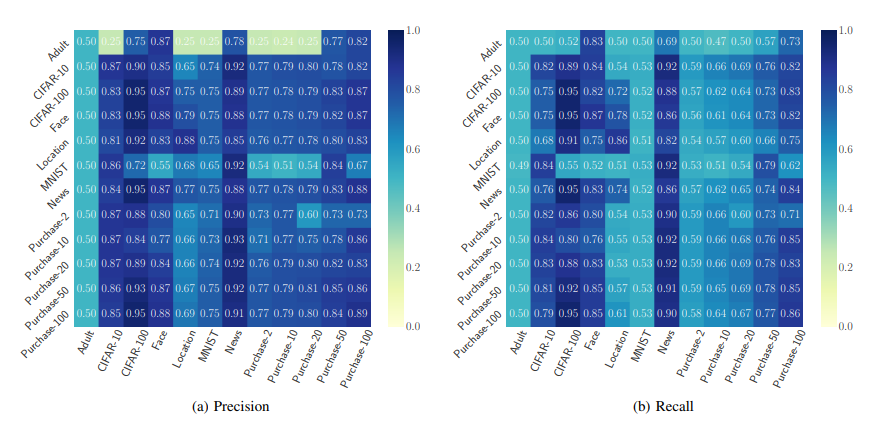 Adult 0.50 0.25 0.75 0.87 0.25 0.25 0.78 0.25 0.24 0.25 0.77 0.82
CIFAR-10 0.50 0.87 0.90 0.85 0.65 0.74 0.92 0.77 0.79 0.80 0.78 0.82
CIFAR-100 0.50 0.83 0.95 0.87 0.75 0.75 0.89 0.77 0.78 0.79 0.83 0.87
Face 0.50 0.83 0.95 0.88 0.79 0.75 0.88 0.77 0.78 0.79 0.82 0.87
Location 0.50 0.81 0.92 0.83 0.88 0.75 0.85 0.76 0.77 0.78 0.80 0.83
MNIST 0.50 0.86 0.72 0.55 0.68 0.65 0.92 0.54 0.51 0.54 0.84 0.67
News 0.50 0.84 0.95 0.87 0.77 0.75 0.88 0.77 0.78 0.79 0.83 0.88
Purchase-2 0.50 0.87 0.88 0.80 0.65 0.71 0.90 0.73 0.77 0.60 0.73 0.73
Purchase-10 0.50 0.87 0.84 0.77 0.66 0.73 0.93 0.71 0.77 0.75 0.78 0.86
Purchase-20 0.50 0.87 0.89 0.84 0.66 0.74 0.92 0.76 0.79 0.80 0.82 0.83
Purchase-50 0.50 0.86 0.93 0.87 0.67 0.75 0.92 0.77 0.79 0.81 0.85 0.86
Purchase-100 0.50 0.85 0.95 0.88 0.69 0.75 0.91 0.77 0.79 0.80 0.84 0.89
Adult CIFAR-10 CIFAR-100 Face Location MNIST News Purchase-2 Purchase-10 Purchase-20 Purchase-50 Purchase-100
1.0
0.8
0.6
0.4
0.2
0.0
(a) Precision
Adult 0.50 0.50 0.52 0.83 0.50 0.50 0.69 0.50 0.47 0.50 0.57 0.73
CIFAR-10 0.50 0.82 0.89 0.84 0.54 0.53 0.92 0.59 0.66 0.69 0.76 0.82
CIFAR-100 0.50 0.75 0.95 0.82 0.72 0.52 0.88 0.57 0.62 0.64 0.73 0.83
Face 0.50 0.75 0.95 0.87 0.78 0.52 0.86 0.56 0.61 0.64 0.73 0.82
Location 0.50 0.68 0.91 0.75 0.86 0.51 0.82 0.54 0.57 0.60 0.66 0.75
MNIST 0.49 0.84 0.55 0.52 0.51 0.53 0.92 0.53 0.51 0.54 0.79 0.62
News 0.50 0.76 0.95 0.83 0.74 0.52 0.86 0.57 0.62 0.65 0.74 0.84
Purchase-2 0.50 0.82 0.86 0.80 0.54 0.53 0.90 0.59 0.66 0.60 0.73 0.71
Purchase-10 0.50 0.84 0.80 0.76 0.55 0.53 0.92 0.59 0.66 0.68 0.76 0.85
Purchase-20 0.50 0.83 0.88 0.83 0.53 0.53 0.92 0.59 0.66 0.69 0.78 0.83
Purchase-50 0.50 0.81 0.92 0.85 0.57 0.53 0.91 0.59 0.65 0.69 0.78 0.85
Purchase-100 0.50 0.79 0.95 0.85 0.61 0.53 0.90 0.58 0.64 0.67 0.77 0.86
Adult CIFAR-10 CIFAR-100 Face Location MNIST News Purchase-2 Purchase-10 Purchase-20 Purchase-50 Purchase-100
1.0
0.8
0.6
0.4
0.2
0.0
(b) Recall